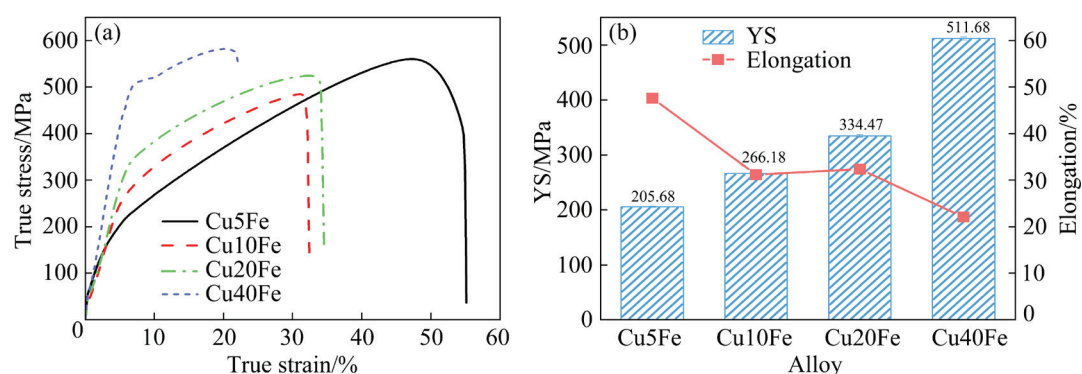 (a)
600
500
400
300
200
100
0
True stress/MPa
Cu5Fe
Cu10Fe
Cu20Fe
Cu40Fe
10 20 30 40 50 60
True strain/%
(b)
YS
Elongation
500
400
300
200
100
0
YS/MPa
205.68
266.18
334.47
511.68
60
50
40
30
20
10
0
Elongation/%
Cu5Fe Cu10Fe Cu20Fe Cu40Fe
Alloy